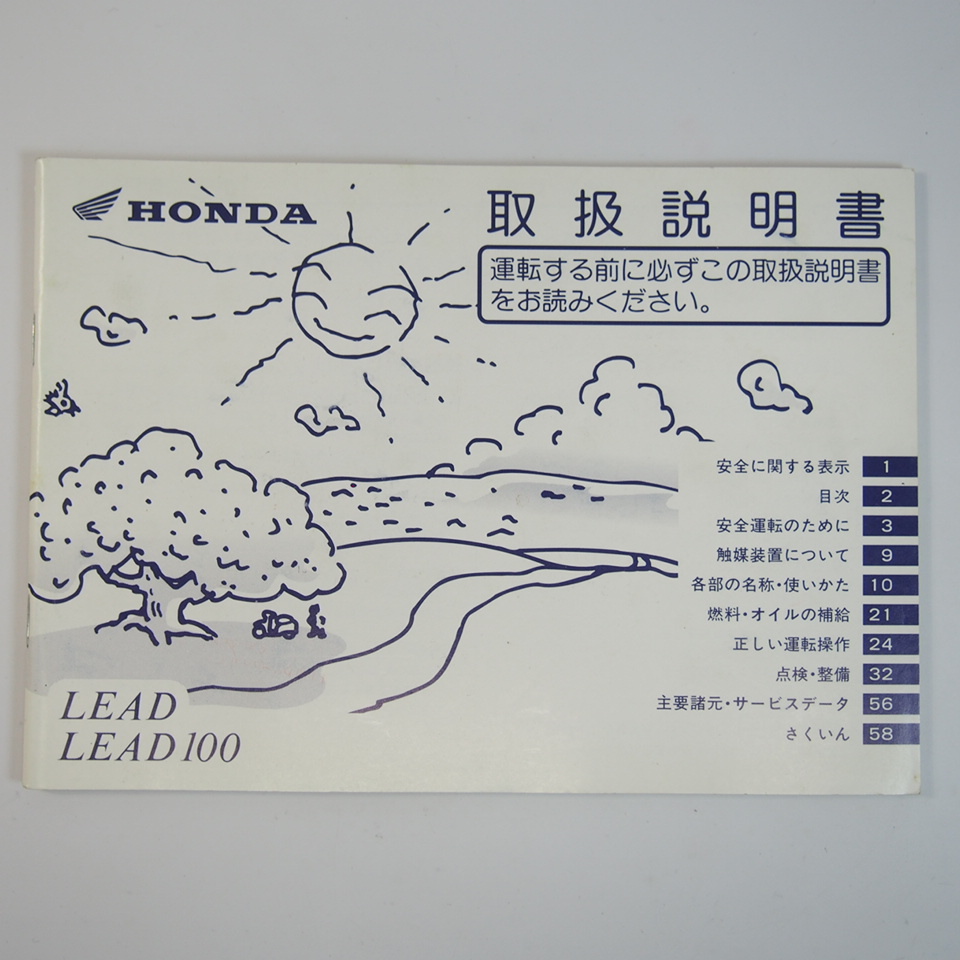 HONDA
取扱説明書
運転する前に必ずこの取扱説明書
をお読みください。
安全に関する表示 1
目次 2
安全運転のために 3
触媒装置について 9
各部の名称・使いかた 10
燃料・オイルの補給 21
正しい運転操作 24
点検・整備 32
主要諸元・サービスデータ 56
さくいん 58
LEAD
LEAD100